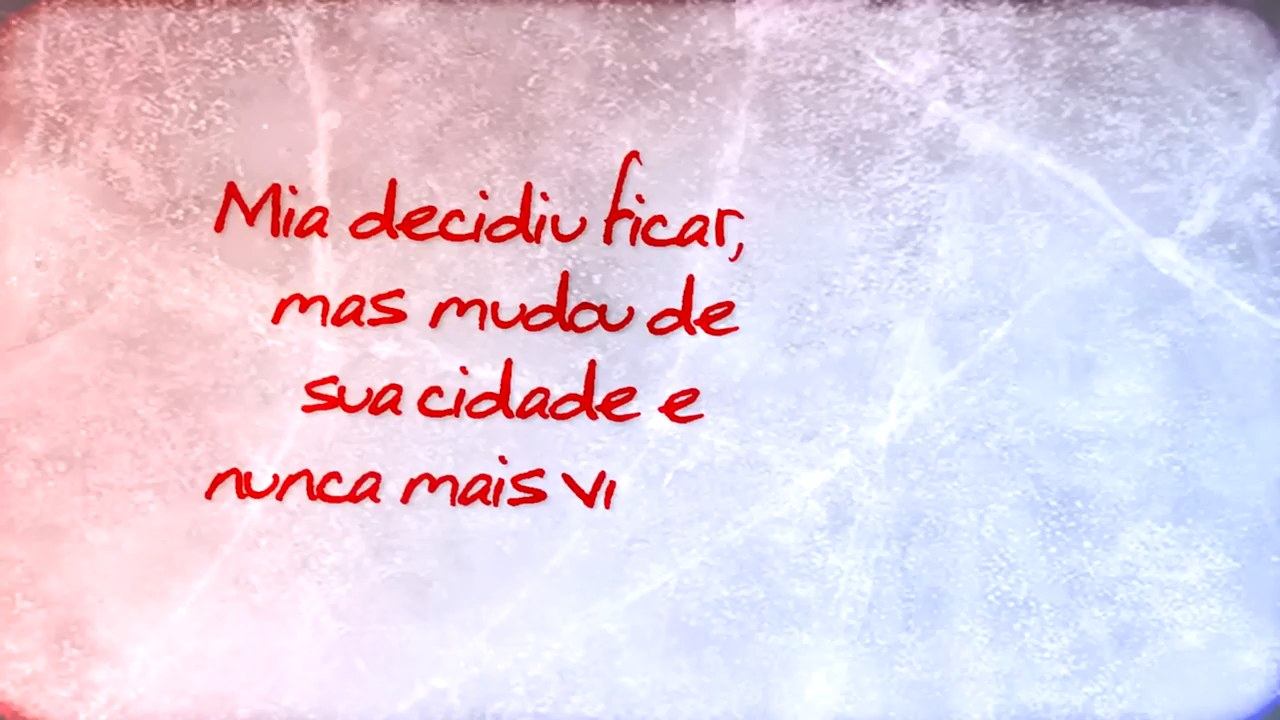 Mia decidiu ficar,
mas mudou de
sua cidade e
nunca mais vi